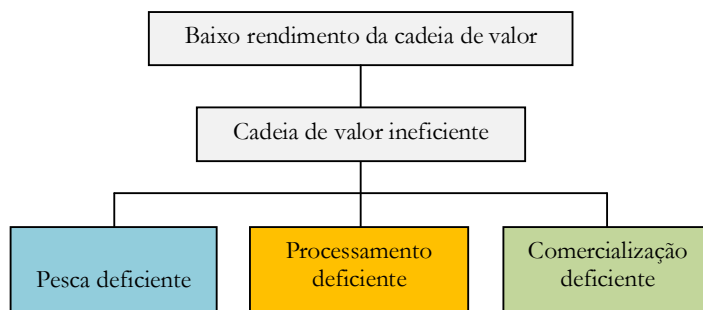 Baixo rendimento da cadeia de valor
Cadeia de valor ineficiente
Pesca deficiente
Processamento
deficiente
Comercialização
deficiente